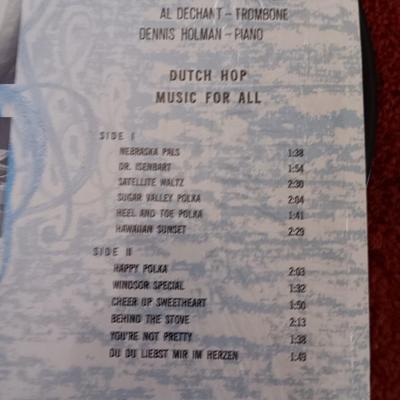 AL DECHANT – TROMBONE
DENNIS HOLMAN – PIANO
DUTCH HOP
MUSIC FOR ALL
SIDE I
NEBRASKA PALS 1:38
DR. ISENBART 1:54
SATELLITE WALTZ 2:30
SUGAR VALLEY POLKA 2:04
HEEL AND TOE POLKA 1:41
HAWAIIAN SUNSET 2:29
SIDE II
HAPPY POLKA 2:03
WINDSOR SPECIAL 1:32
CHEER UP SWEETHEART 1:50
BEHIND THE STOVE 2:13
YOU'RE NOT PRETTY 1:38
DU DU LIEBST MIR IM HERZEN 1:49